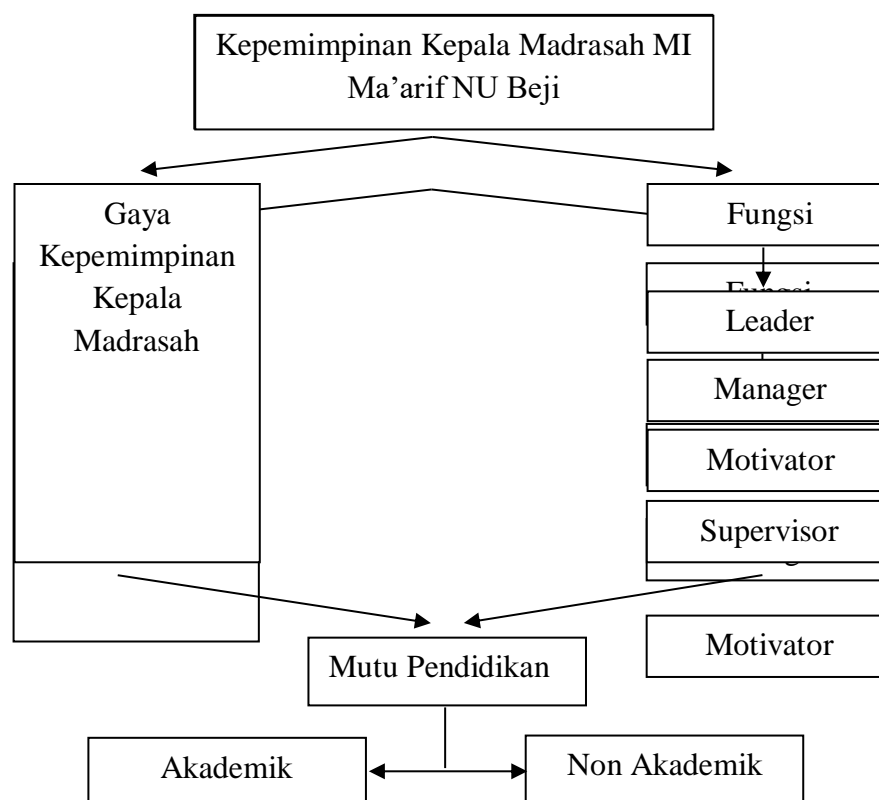 Kepemimpinan Kepala Madrasah MI
Ma’arif NU Beji
Gaya
Kepemimpinan
Kepala
Madrasah
Fungsi
Fungsi
Leader
Manager
Motivator
Supervisor
Motivator
Mutu Pendidikan
Akademik
Non Akademik